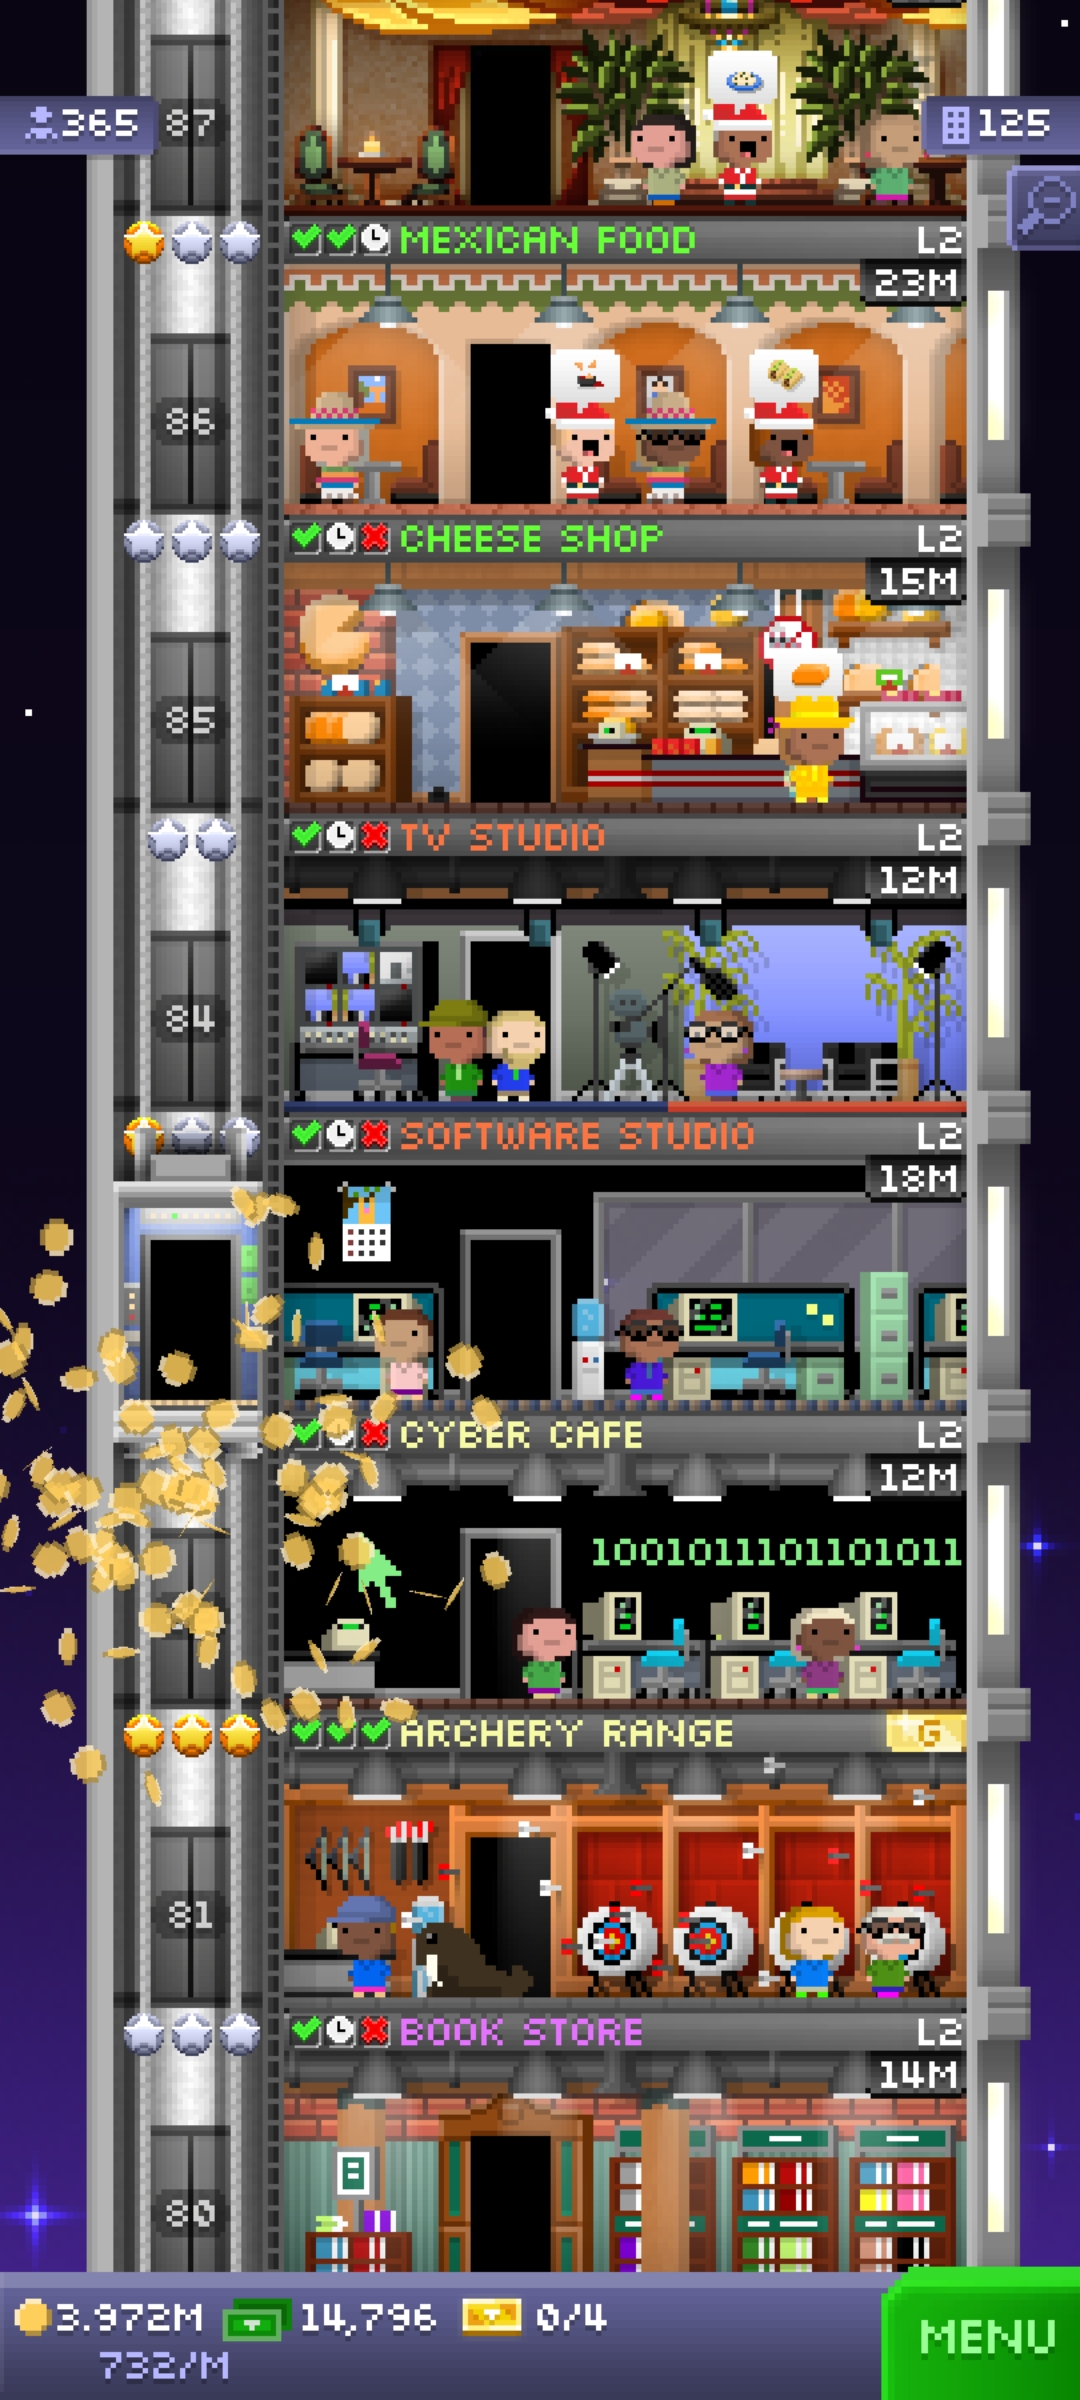 365
87
125
MEXICAN FOOD L2
23M
86
CHEESE SHOP L2
15M
85
TV STUDIO L2
12M
84
SOFTWARE STUDIO L2
18M
CYBER CAFE L2
12M
1001011101101011
ARCHERY RANGE G
81
BOOK STORE L2
14M
80
3.972M 14,796 0/4
732/M
MENU